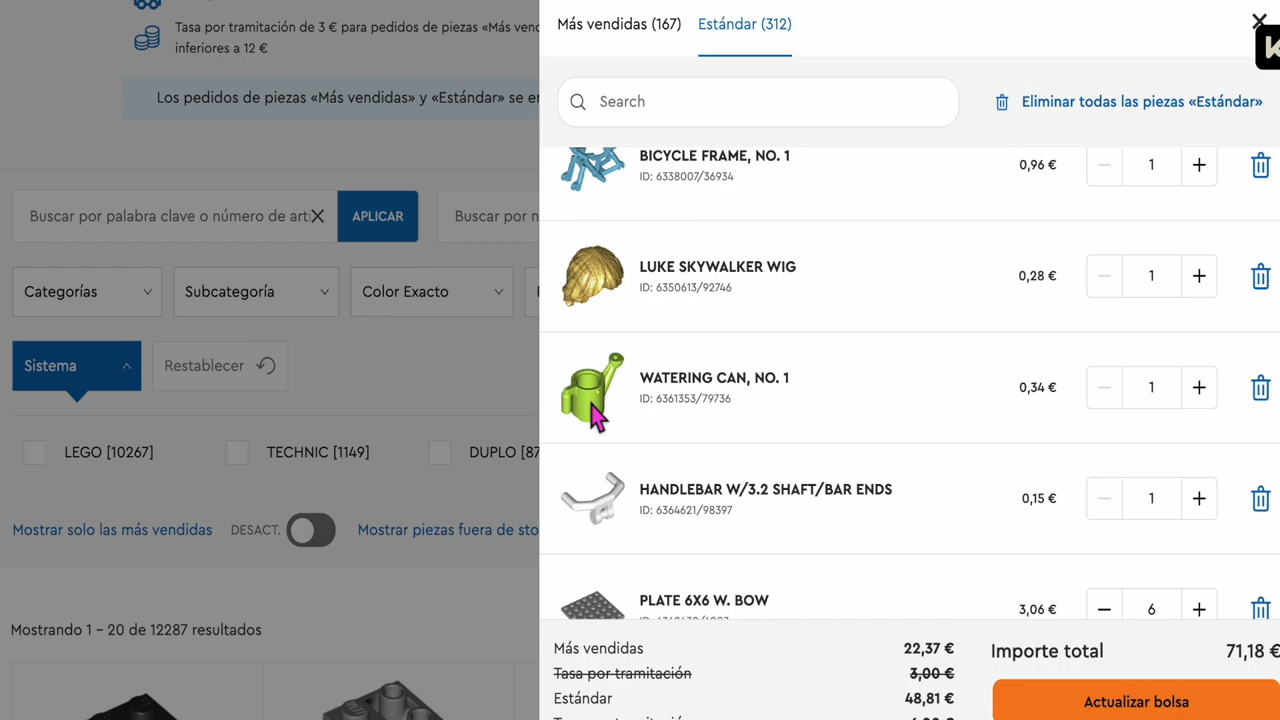 Tasa por tramitación de 3 € para pedidos de piezas «Más ven
inferiores a 12 €
Los pedidos de piezas «Más vendidas» y «Estándar» se e
Buscar por palabra clave o número de art
APLICAR
Buscar por n
Categorías
Subcategoría
Color Exacto
Sistema
Restablecer
LEGO [10267]
TECHNIC [1149]
DUPLO [87
Mostrar solo las más vendidas
DESACT.
Mostrar piezas fuera de sto
Mostrando 1 – 20 de 12287 resultados
Más vendidas (167)
Estándar (312)
K
Search
Eliminar todas las piezas «Estándar»
BICYCLE FRAME, NO. 1
ID: 6338007/36934
0,96 €
1
LUKE SKYWALKER WIG
ID: 6350613/92746
0,28 €
1
WATERING CAN, NO. 1
ID: 6361353/79736
0,34 €
1
HANDLEBAR W/3.2 SHAFT/BAR ENDS
ID: 6364621/98397
0,15 €
1
PLATE 6X6 W. BOW
3,06 €
6
Más vendidas 22,37 €
Tasa por tramitación 3,00 €
Estándar 48,81 €
Importe total 71,18 €
Actualizar bolsa